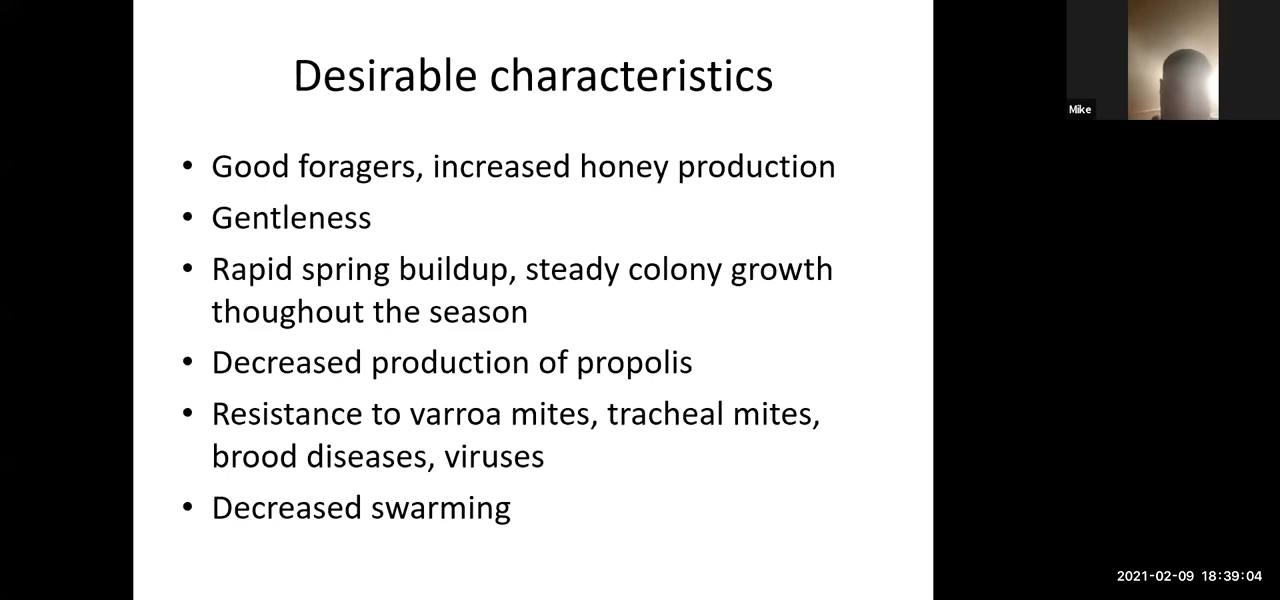 Desirable characteristics
• Good foragers, increased honey production
• Gentleness
• Rapid spring buildup, steady colony growth
thoughout the season
• Decreased production of propolis
• Resistance to varroa mites, tracheal mites,
brood diseases, viruses
• Decreased swarming
Mike
2021-02-09 18:39:04